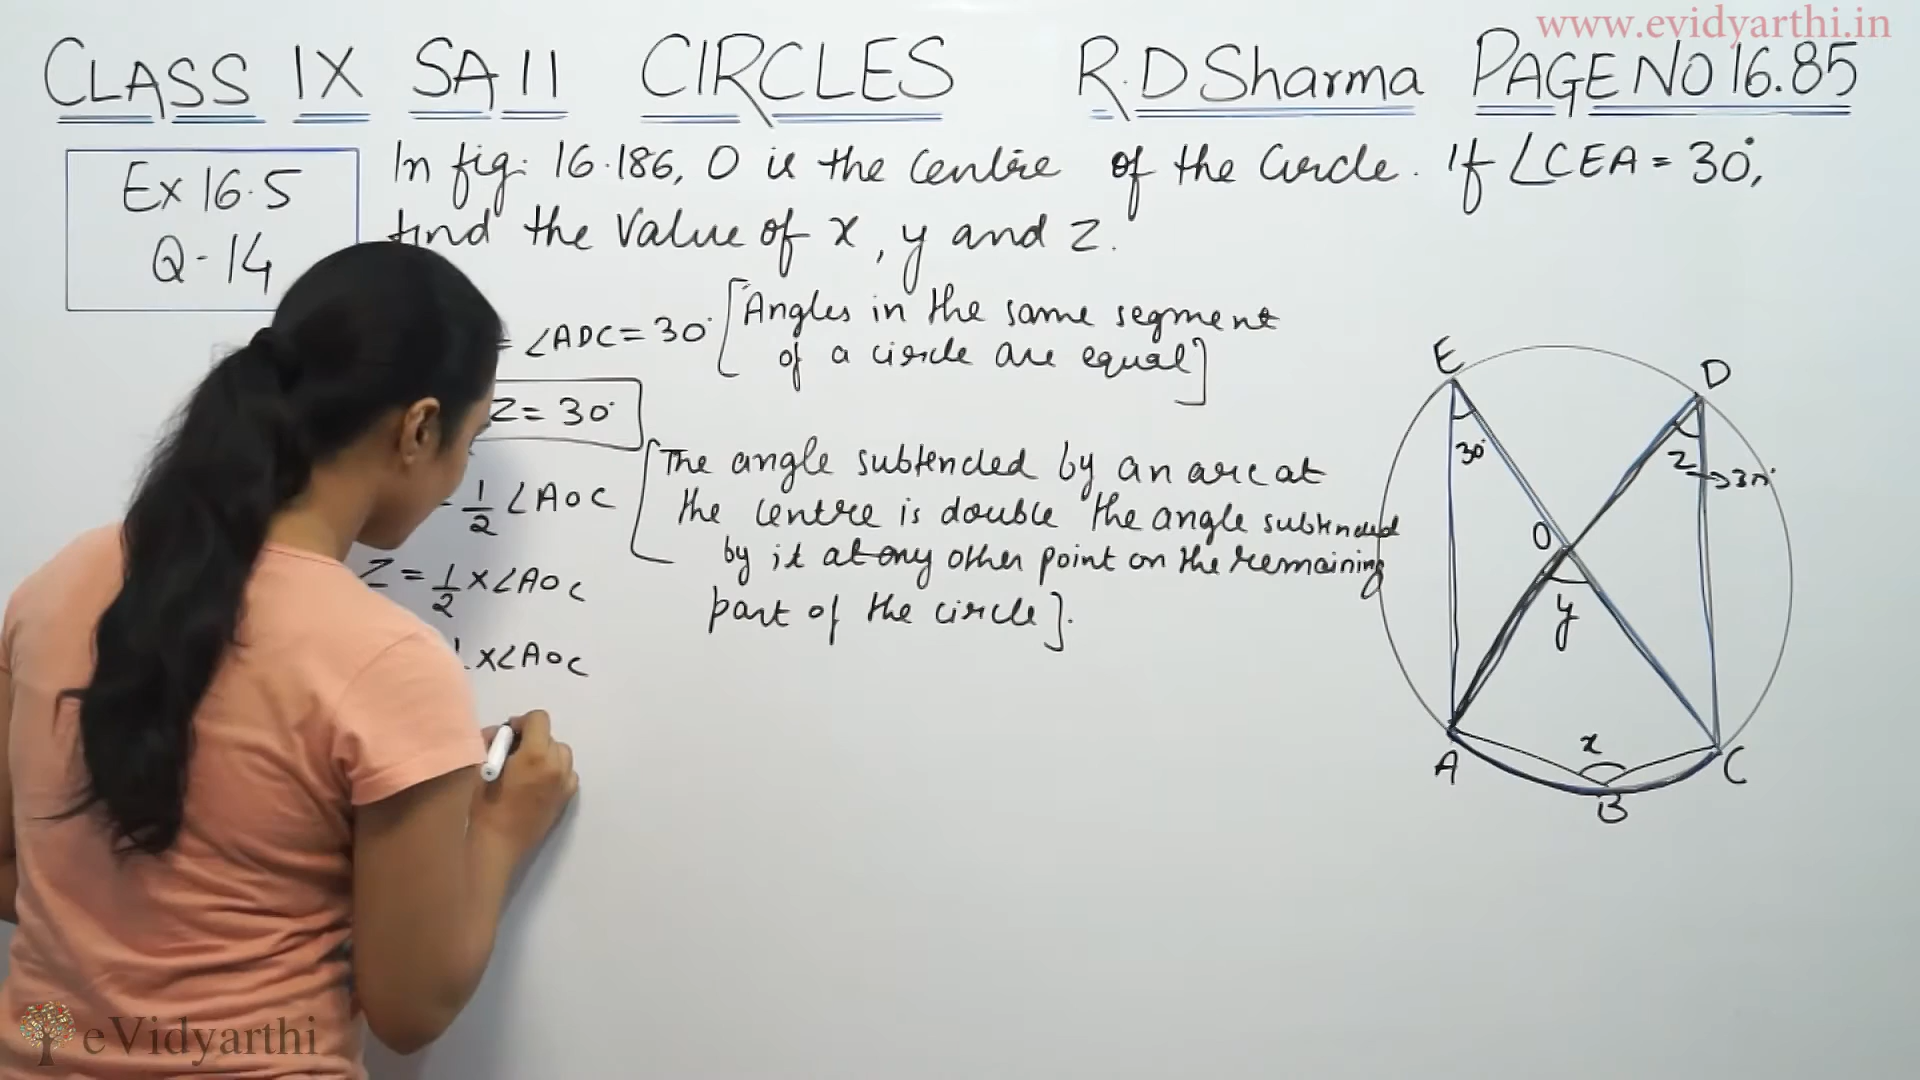 www.evidyarthi.in
CLASS IX SA II CIRCLES R.D Sharma PAGE NO 16.85
Ex 16.5
Q-14
In fig: 16.186, O is the centre of the circle. If ∠CEA = 30°,
find the value of x, y and z.
= ∠ADC = 30° [Angles in the same segment
of a circle are equal]
z = 30°
= 1/2 ∠AOC
[The angle subtended by an arc at
the centre is double the angle subtended
by it at any other point on the remaining
part of the circle].
z = 1/2 × ∠AOC
× ∠AOC
E
D
30°
z → 30°
O
y
x
A
C
B
eVidyarthi